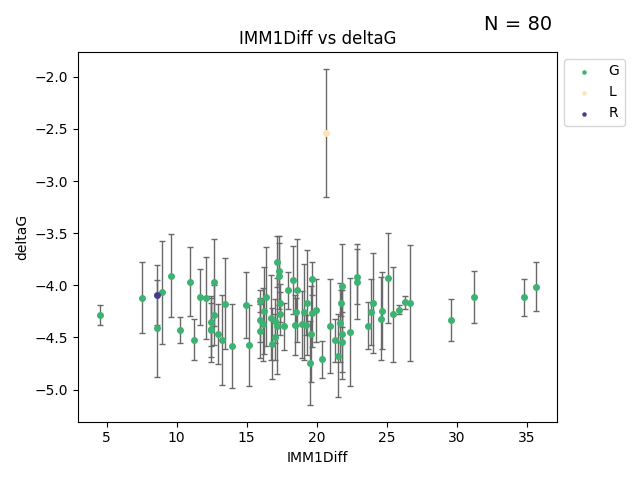 N = 80
IMM1Diff vs deltaG
G
L
R
deltaG
−2.0
−2.5
−3.0
−3.5
−4.0
−4.5
−5.0
5 10 15 20 25 30 35
IMM1Diff